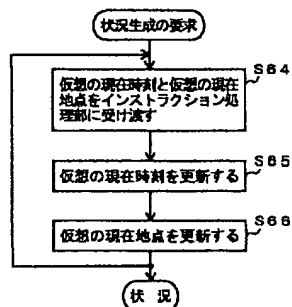 状況生成の要求
S64
仮想の現在時刻と仮想の現在
地点をインストラクション処
理部に受け渡す
S65
仮想の現在時刻を更新する
S66
仮想の現在地点を更新する
状 況